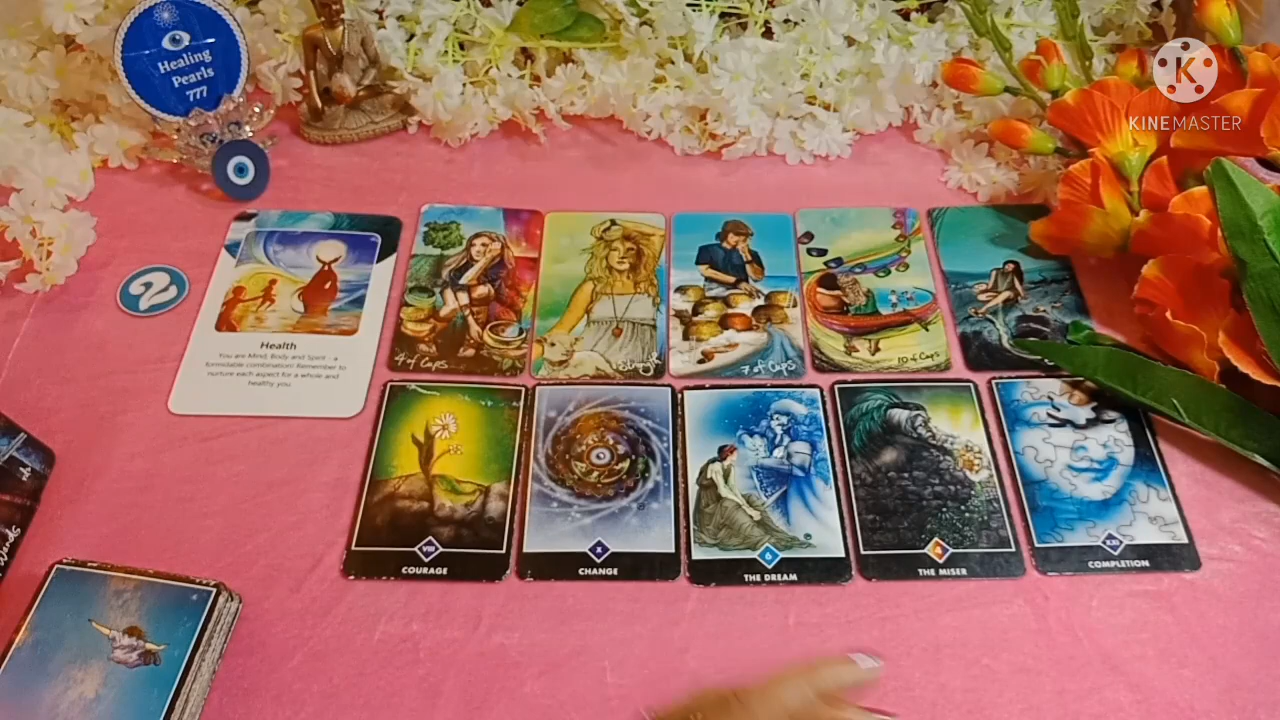 Healing
Pearls
777
KINEMASTER
2
Health
You are Mind, Body and Spirit - a
formidable combination! Remember to
nurture each aspect for a whole and
healthy you.
4 of Cups
Strength
7 of Cups
10 of Cups
VIII
COURAGE
X
CHANGE
6
THE DREAM
4
THE MISER
XXI
COMPLETION
Wands